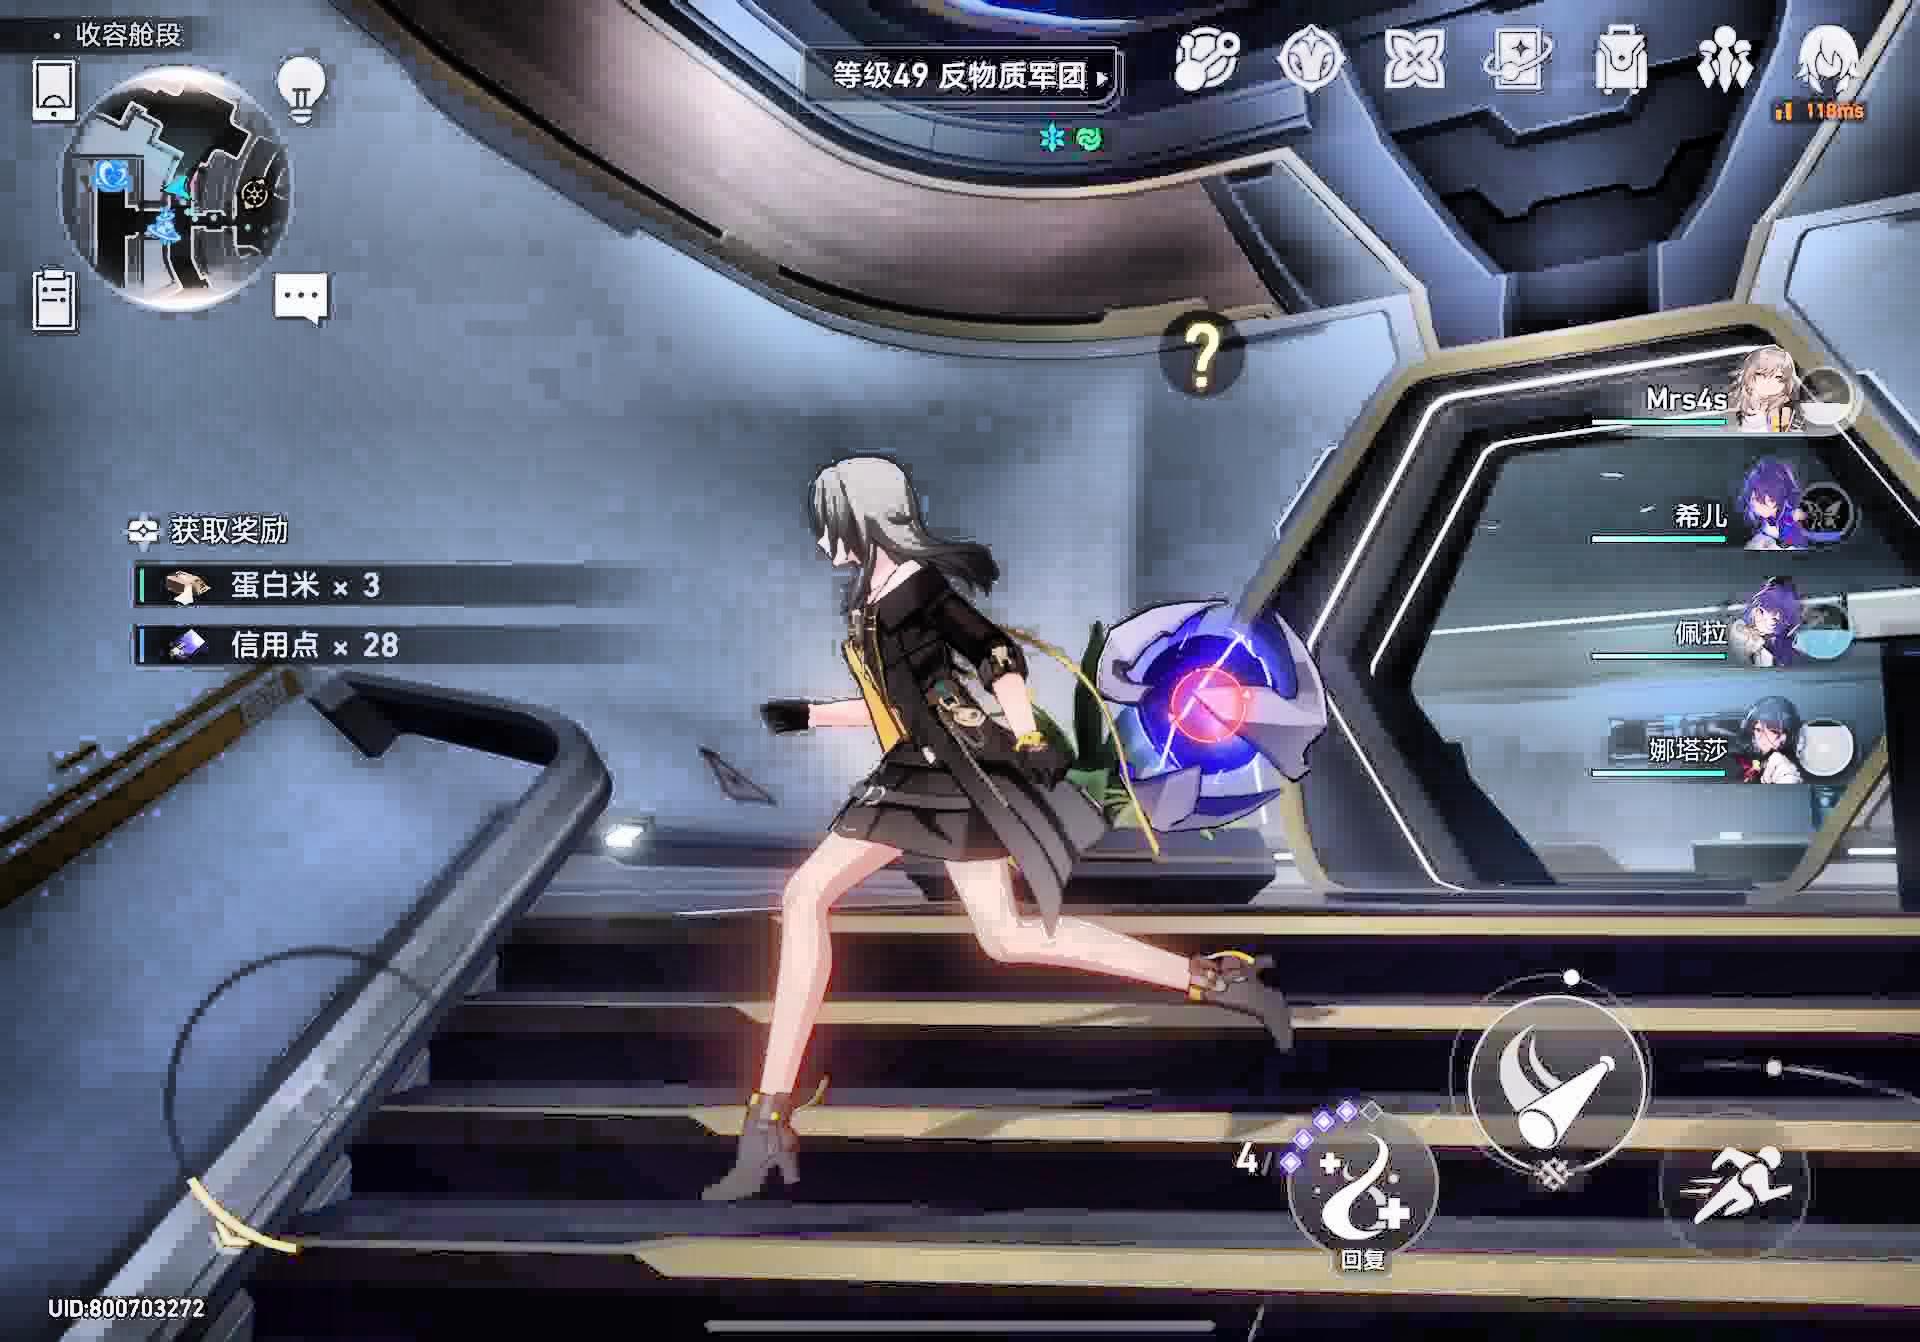 收容舱段
等级49 反物质军团
118ms
?
Mrs4s
希儿
佩拉
娜塔莎
获取奖励
蛋白米 × 3
信用点 × 28
4/
回复
UID:800703272